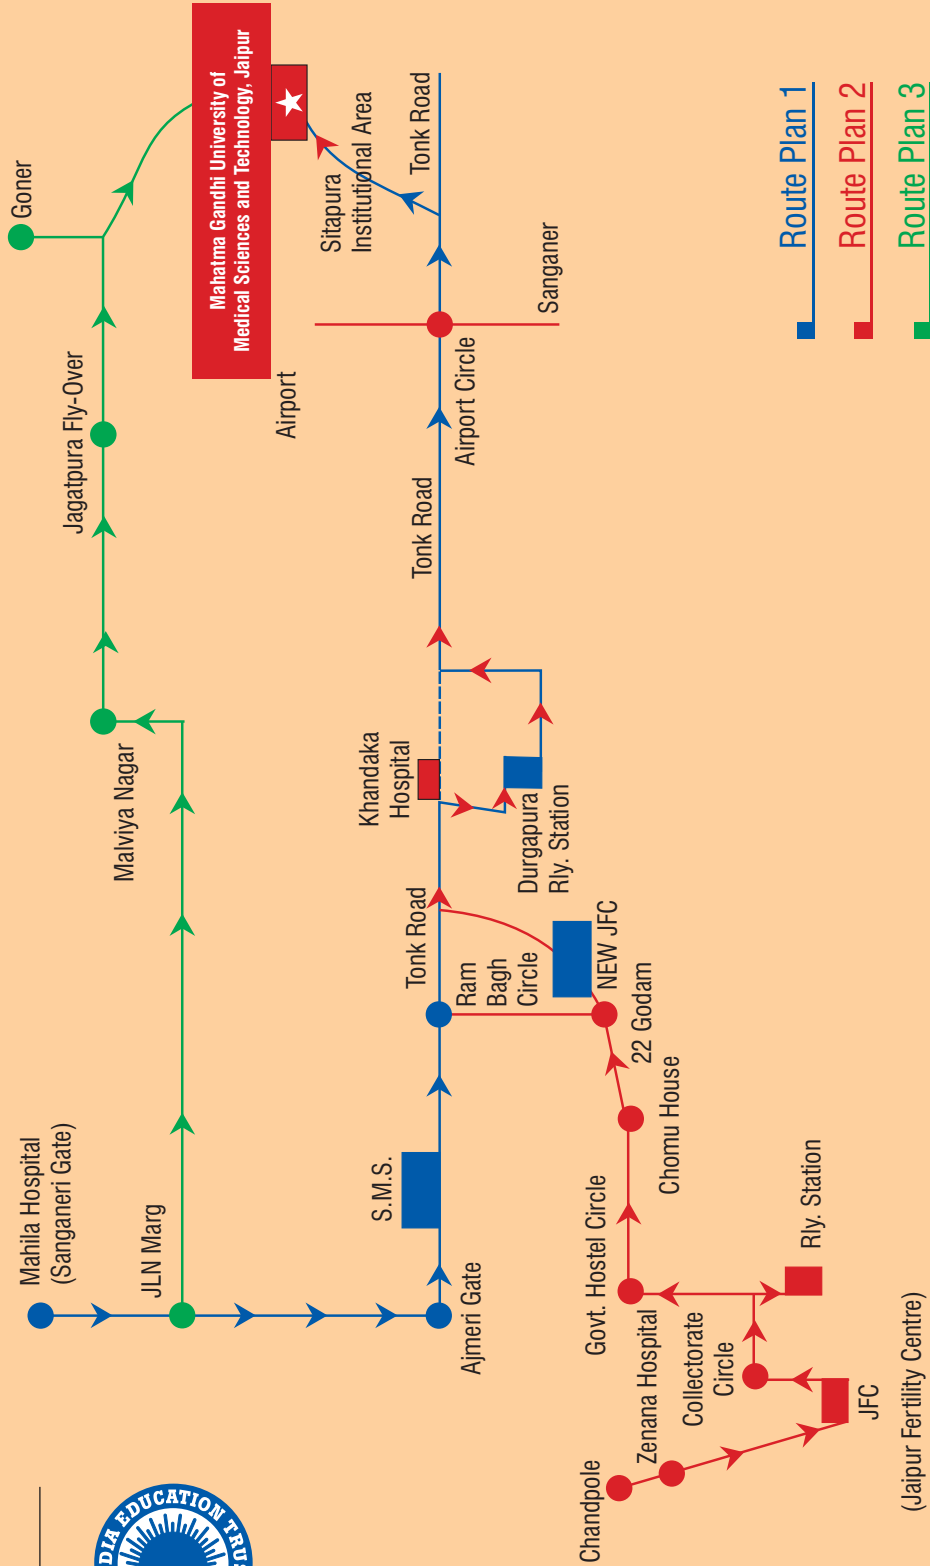 Mahila Hospital
(Sanganeri Gate)
JLN Marg
Malviya Nagar
Jagatpura Fly-Over
Goner
Mahatma Gandhi University of
Medical Sciences and Technology, Jaipur
Airport
Sitapura
Institutional Area
Tonk Road
S.M.S.
Ajmeri Gate
Tonk Road
Ram
Bagh
Circle
Khandaka
Hospital
Durgapura
Rly. Station
Tonk Road
Airport Circle
Sanganer
NEW JFC
22 Godam
Chomu House
Govt. Hostel Circle
Zenana Hospital
Collectorate
Circle
Rly. Station
Chandpole
JFC
(Jaipur Fertility Centre)
Route Plan 1
Route Plan 2
Route Plan 3
EDUCATION